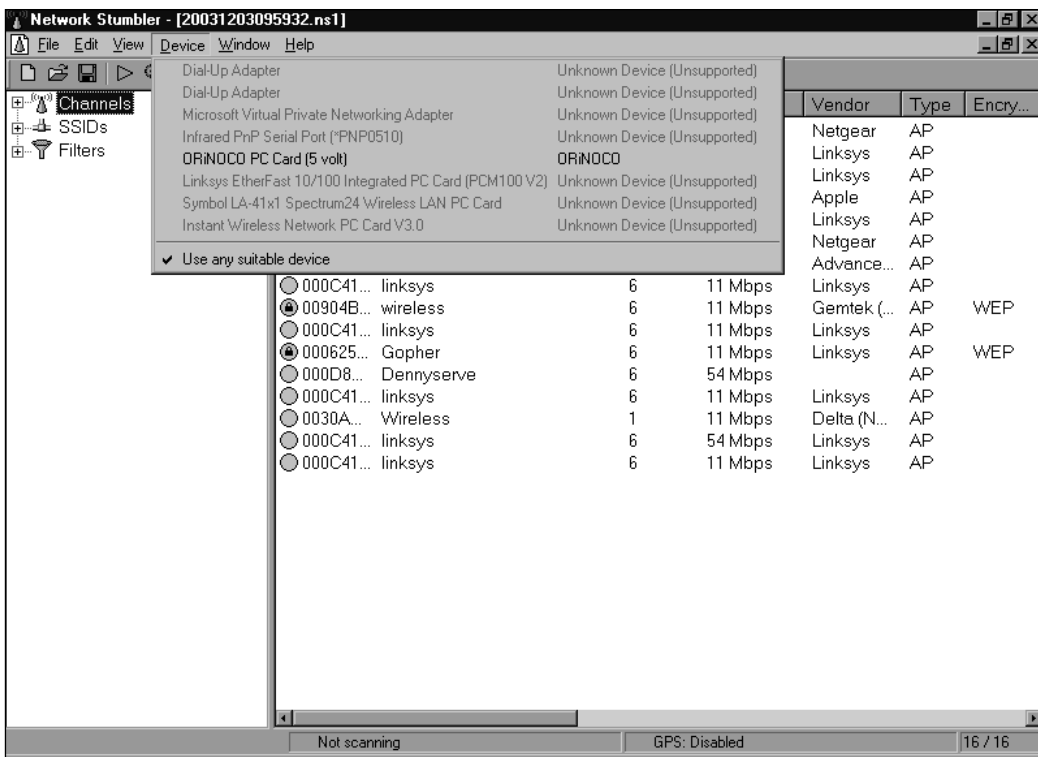 Network Stumbler - [20031203095932.ns1]
File Edit View Device Window Help
Dial-Up Adapter Unknown Device (Unsupported)
Dial-Up Adapter Unknown Device (Unsupported)
Microsoft Virtual Private Networking Adapter Unknown Device (Unsupported)
Infrared PnP Serial Port (*PNP0510) Unknown Device (Unsupported)
ORiNOCO PC Card (5 volt) ORiNOCO
Linksys EtherFast 10/100 Integrated PC Card (PCM100 V2) Unknown Device (Unsupported)
Symbol LA-41x1 Spectrum24 Wireless LAN PC Card Unknown Device (Unsupported)
Instant Wireless Network PC Card V3.0 Unknown Device (Unsupported)
Use any suitable device
Channels
SSIDs
Filters
Vendor Type Encry...
Netgear AP
Linksys AP
Linksys AP
Apple AP
Linksys AP
Netgear AP
Advance... AP
000C41... linksys 6 11 Mbps Linksys AP
00904B... wireless 6 11 Mbps Gemtek (... AP WEP
000C41... linksys 6 11 Mbps Linksys AP
000625... Gopher 6 11 Mbps Linksys AP WEP
000D8... Dennyserve 6 54 Mbps AP
000C41... linksys 6 11 Mbps Linksys AP
0030A... Wireless 1 11 Mbps Delta (N... AP
000C41... linksys 6 54 Mbps Linksys AP
000C41... linksys 6 11 Mbps Linksys AP
Not scanning GPS: Disabled 16 / 16